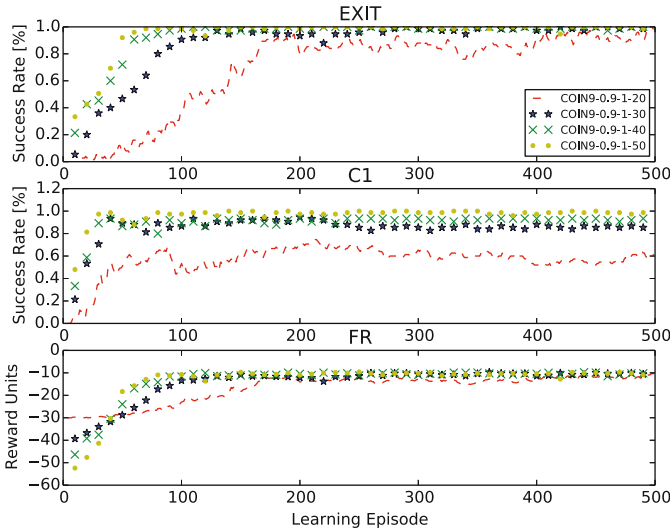 EXIT
Success Rate [%]
1.0
0.8
0.6
0.4
0.2
0.0
0 100 200 300 400 500
COIN9-0.9-1-20
COIN9-0.9-1-30
COIN9-0.9-1-40
COIN9-0.9-1-50
C1
Success Rate [%]
1.2
1.0
0.8
0.6
0.4
0.2
0.0
0 100 200 300 400 500
FR
Reward Units
0
−10
−20
−30
−40
−50
−60
0 100 200 300 400 500
Learning Episode